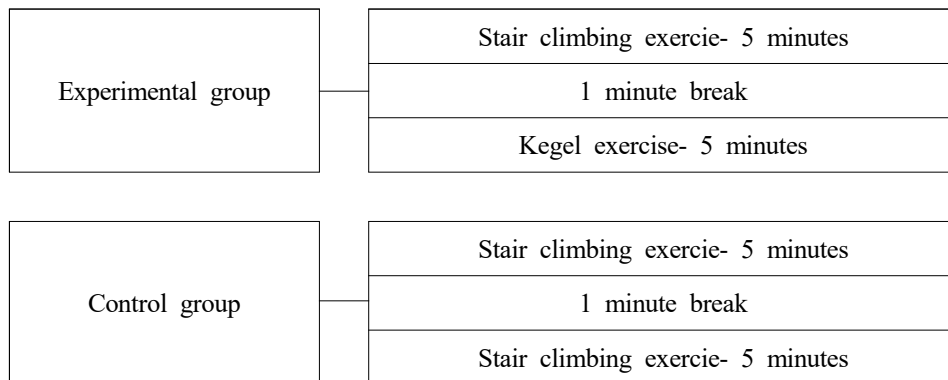 Experimental group
Stair climbing exercie- 5 minutes
1 minute break
Kegel exercise- 5 minutes
Control group
Stair climbing exercie- 5 minutes
1 minute break
Stair climbing exercie- 5 minutes